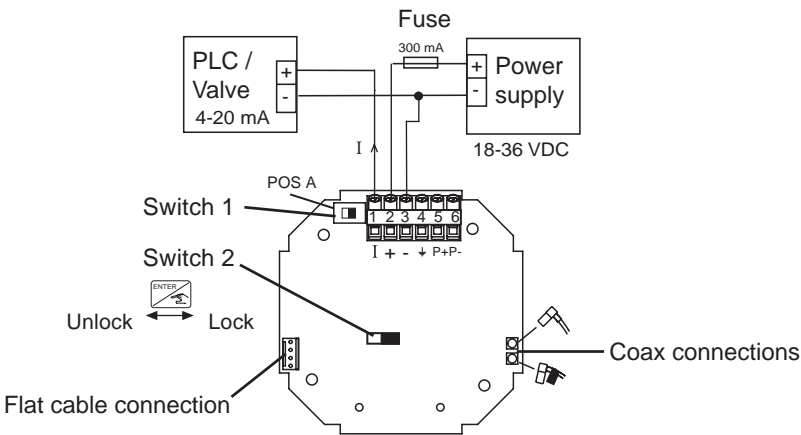 Fuse
300 mA
PLC /
Valve
4-20 mA
+
-
+
-
Power
supply
18-36 VDC
I
POS A
Switch 1
1 2 3 4 5 6
I + - ⏚ P+ P-
Switch 2
ENTER
Unlock Lock
Coax connections
Flat cable connection